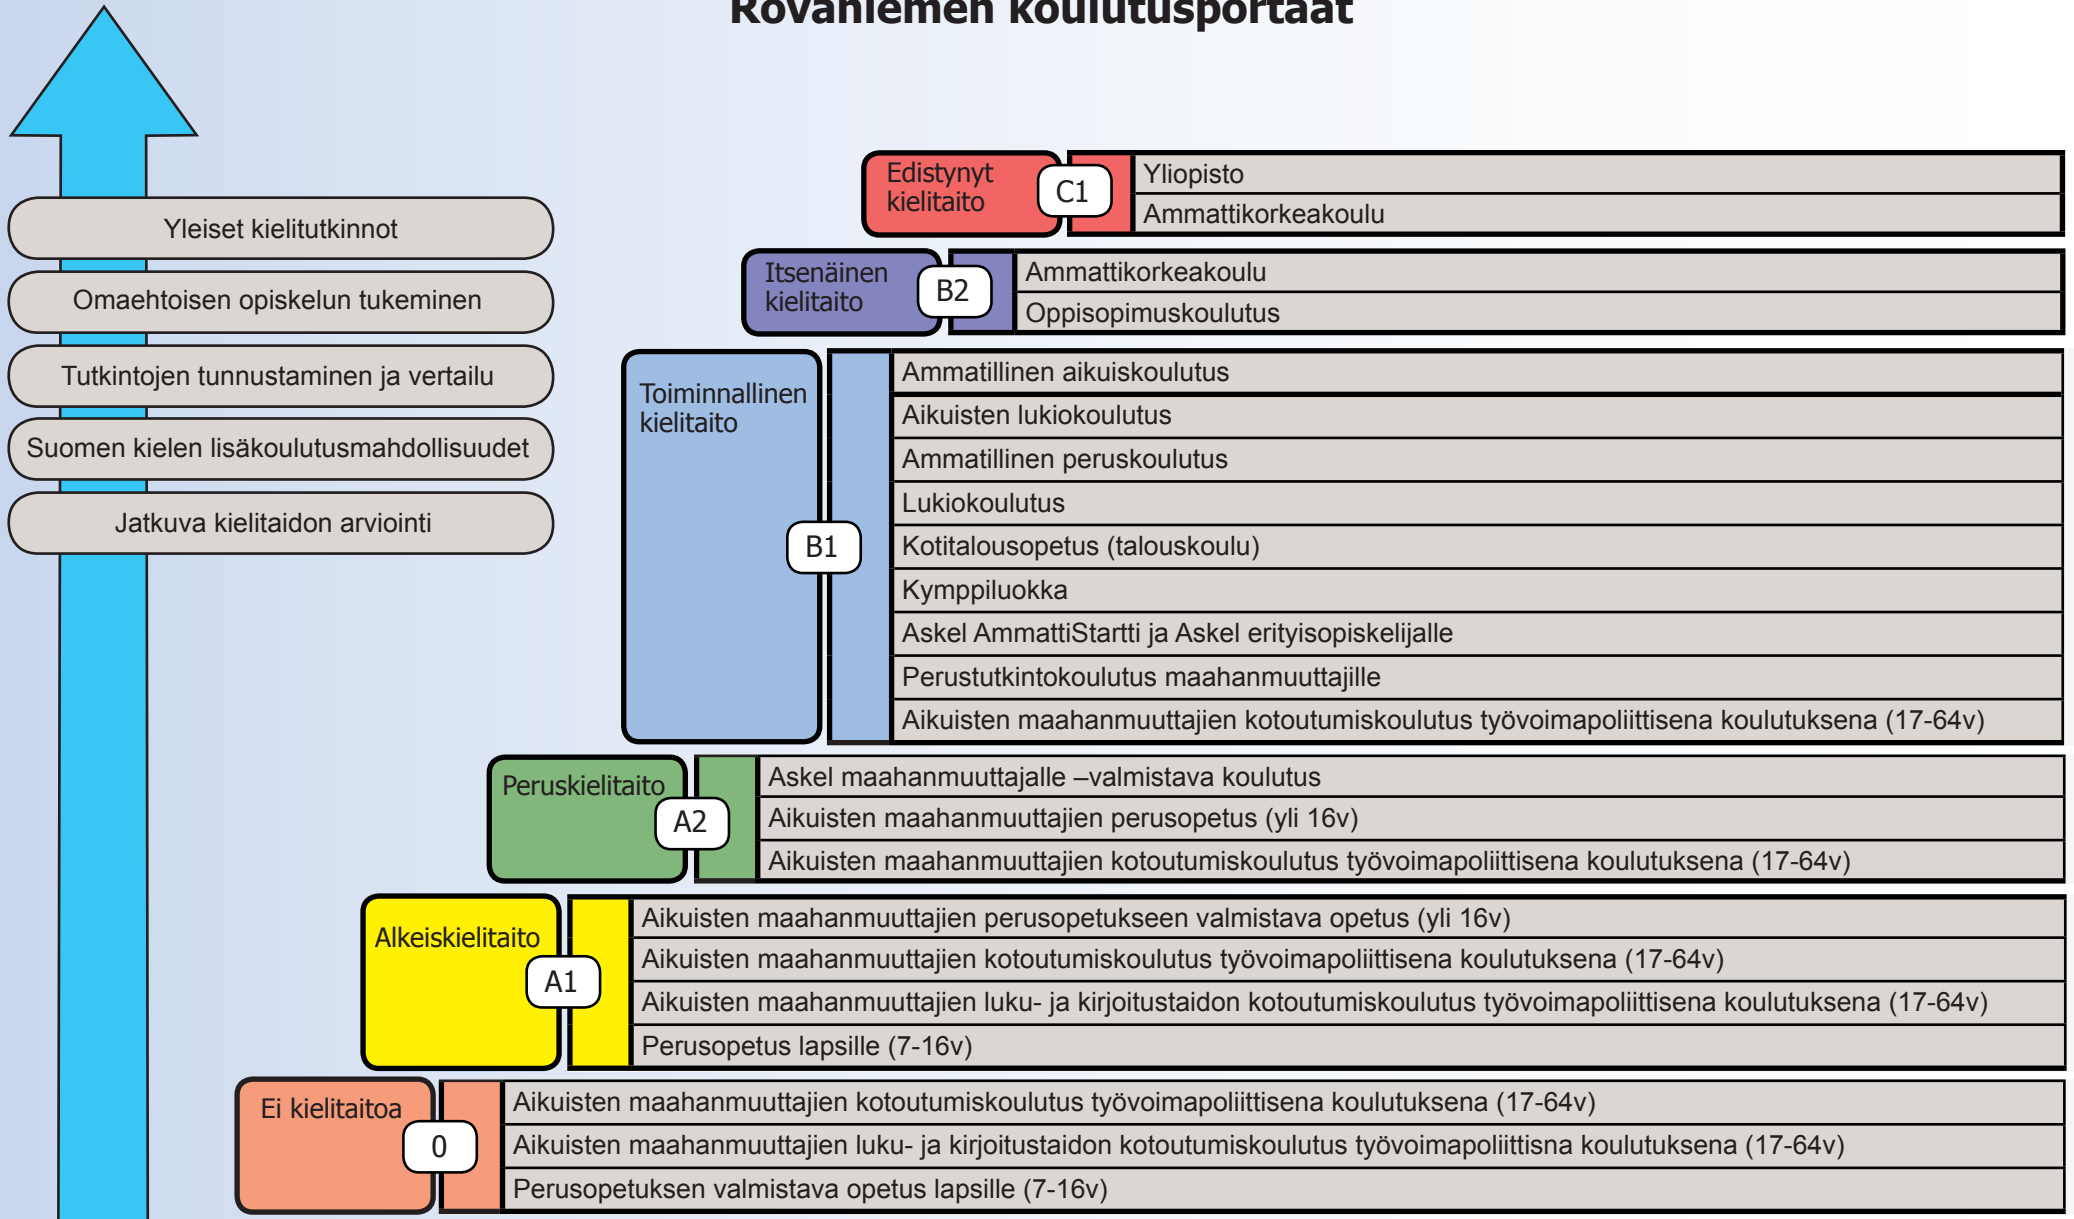 Rovaniemen koulutusportaat
Yleiset kielitutkinnot
Omaehtoisen opiskelun tukeminen
Tutkintojen tunnustaminen ja vertailu
Suomen kielen lisäkoulutusmahdollisuudet
Jatkuva kielitaidon arviointi
Edistynyt
kielitaito
C1
Yliopisto
Ammattikorkeakoulu
Itsenäinen
kielitaito
B2
Ammattikorkeakoulu
Oppisopimuskoulutus
Toiminnallinen
kielitaito
B1
Ammatillinen aikuiskoulutus
Aikuisten lukiokoulutus
Ammatillinen peruskoulutus
Lukiokoulutus
Kotitalousopetus (talouskoulu)
Kymppiluokka
Askel AmmattiStartti ja Askel erityisopiskelijalle
Perustutkintokoulutus maahanmuuttajille
Aikuisten maahanmuuttajien kotoutumiskoulutus työvoimapoliittisena koulutuksena (17-64v)
Peruskielitaito
A2
Askel maahanmuuttajalle –valmistava koulutus
Aikuisten maahanmuuttajien perusopetus (yli 16v)
Aikuisten maahanmuuttajien kotoutumiskoulutus työvoimapoliittisena koulutuksena (17-64v)
Alkeiskielitaito
A1
Aikuisten maahanmuuttajien perusopetukseen valmistava opetus (yli 16v)
Aikuisten maahanmuuttajien kotoutumiskoulutus työvoimapoliittisena koulutuksena (17-64v)
Aikuisten maahanmuuttajien luku- ja kirjoitustaidon kotoutumiskoulutus työvoimapoliittisena koulutuksena (17-64v)
Perusopetus lapsille (7-16v)
Ei kielitaitoa
0
Aikuisten maahanmuuttajien kotoutumiskoulutus työvoimapoliittisena koulutuksena (17-64v)
Aikuisten maahanmuuttajien luku- ja kirjoitustaidon kotoutumiskoulutus työvoimapoliittisna koulutuksena (17-64v)
Perusopetuksen valmistava opetus lapsille (7-16v)